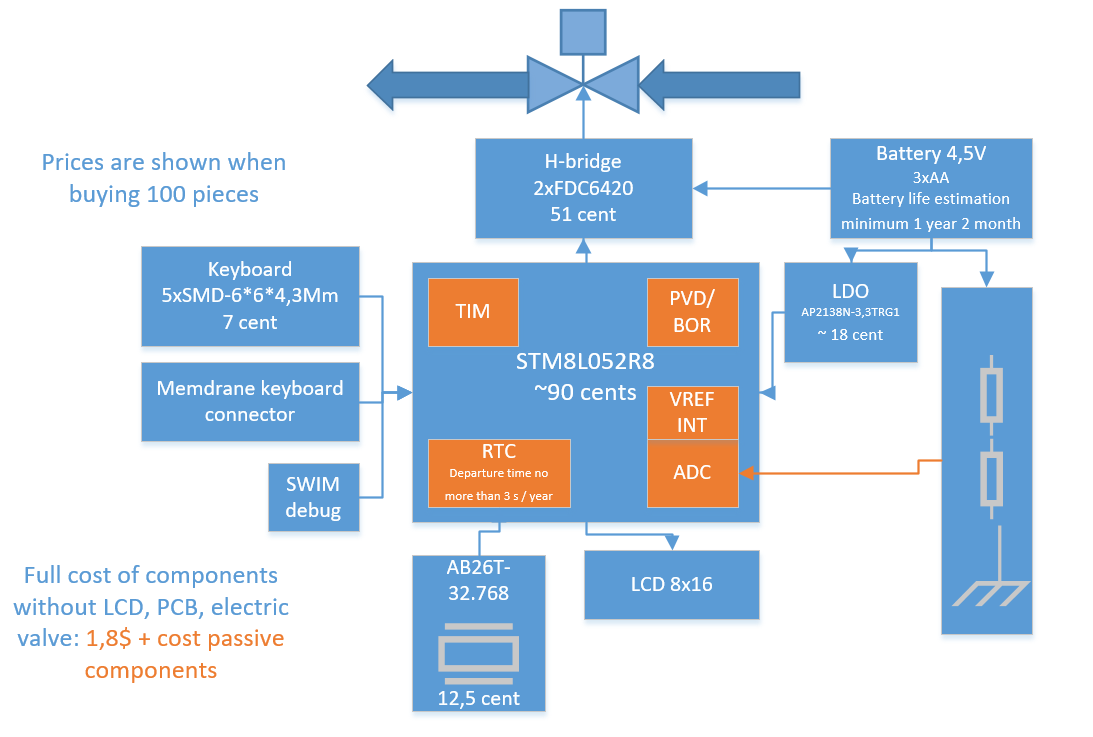 Prices are shown when
buying 100 pieces
H-bridge
2xFDC6420
51 cent
Battery 4,5V
3xAA
Battery life estimation
minimum 1 year 2 month
Keyboard
5xSMD-6*6*4,3Mm
7 cent
Memdrane keyboard
connector
SWIM
debug
TIM
PVD/
BOR
STM8L052R8
~90 cents
VREF
INT
RTC
Departure time no
more than 3 s / year
ADC
LDO
AP2138N-3,3TRG1
~ 18 cent
AB26T-
32.768
12,5 cent
LCD 8x16
Full cost of components
without LCD, PCB, electric
valve: 1,8$ + cost passive
components